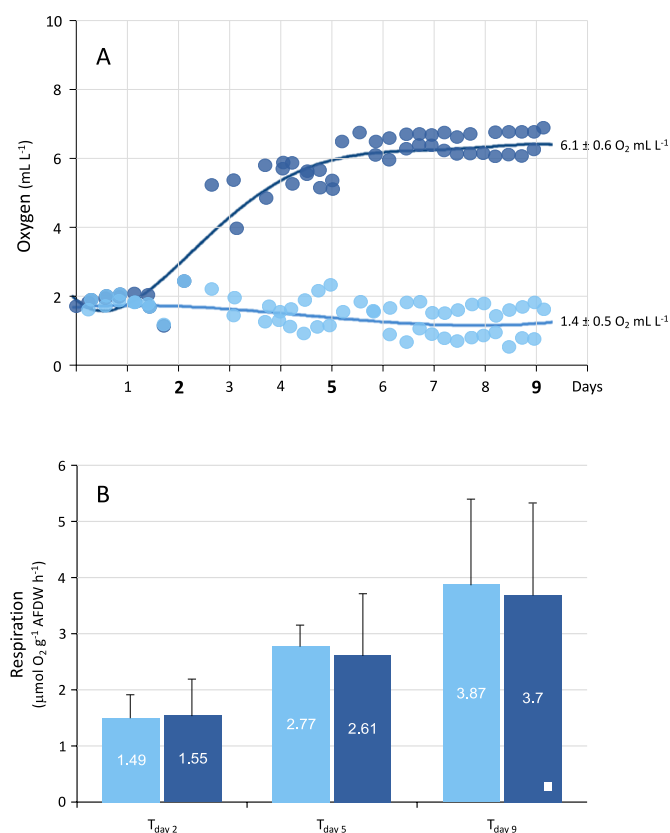 10
A
8
6
4
2
0
Oxygen (mL L⁻¹)
6.1 ± 0.6 O₂ mL L⁻¹
1.4 ± 0.5 O₂ mL L⁻¹
1 2 3 4 5 6 7 8 9 Days
6
B
5
4
3
2
1
0
Respiration
(µmol O₂ g⁻¹ AFDW h⁻¹)
1.49 1.55 2.77 2.61 3.87 3.7
T day 2 T day 5 T day 9